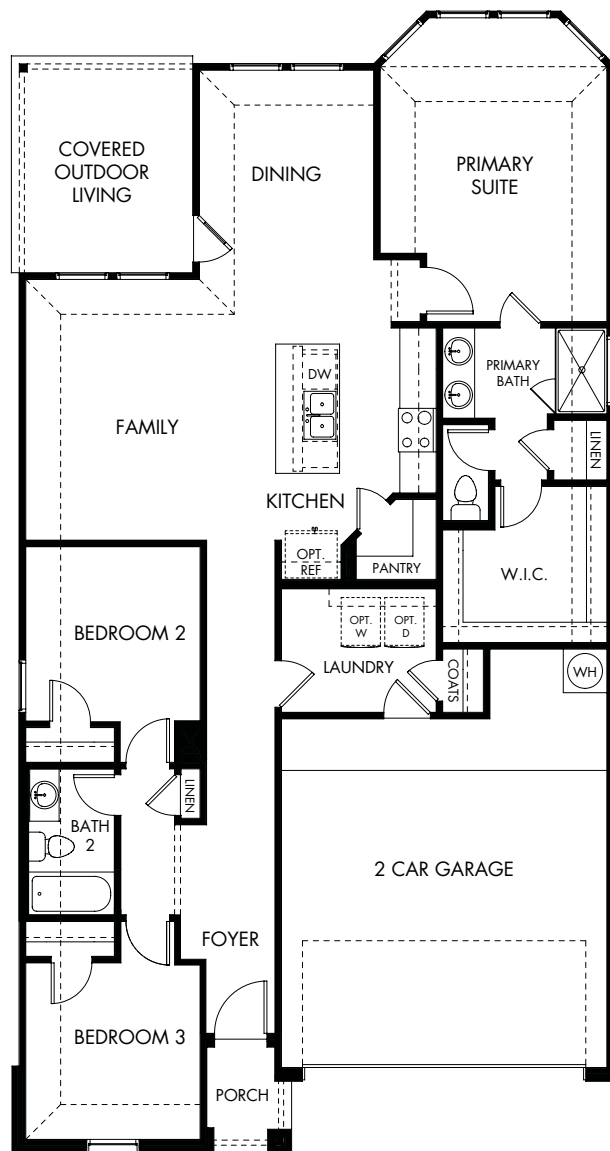 COVERED
OUTDOOR
LIVING
DINING
PRIMARY
SUITE
PRIMARY
BATH
DW
LINEN
FAMILY
KITCHEN
OPT.
REF
PANTRY
W.I.C.
BEDROOM 2
OPT.
W
OPT.
D
LAUNDRY
COATS
WH
LINEN
BATH
2
2 CAR GARAGE
FOYER
BEDROOM 3
PORCH